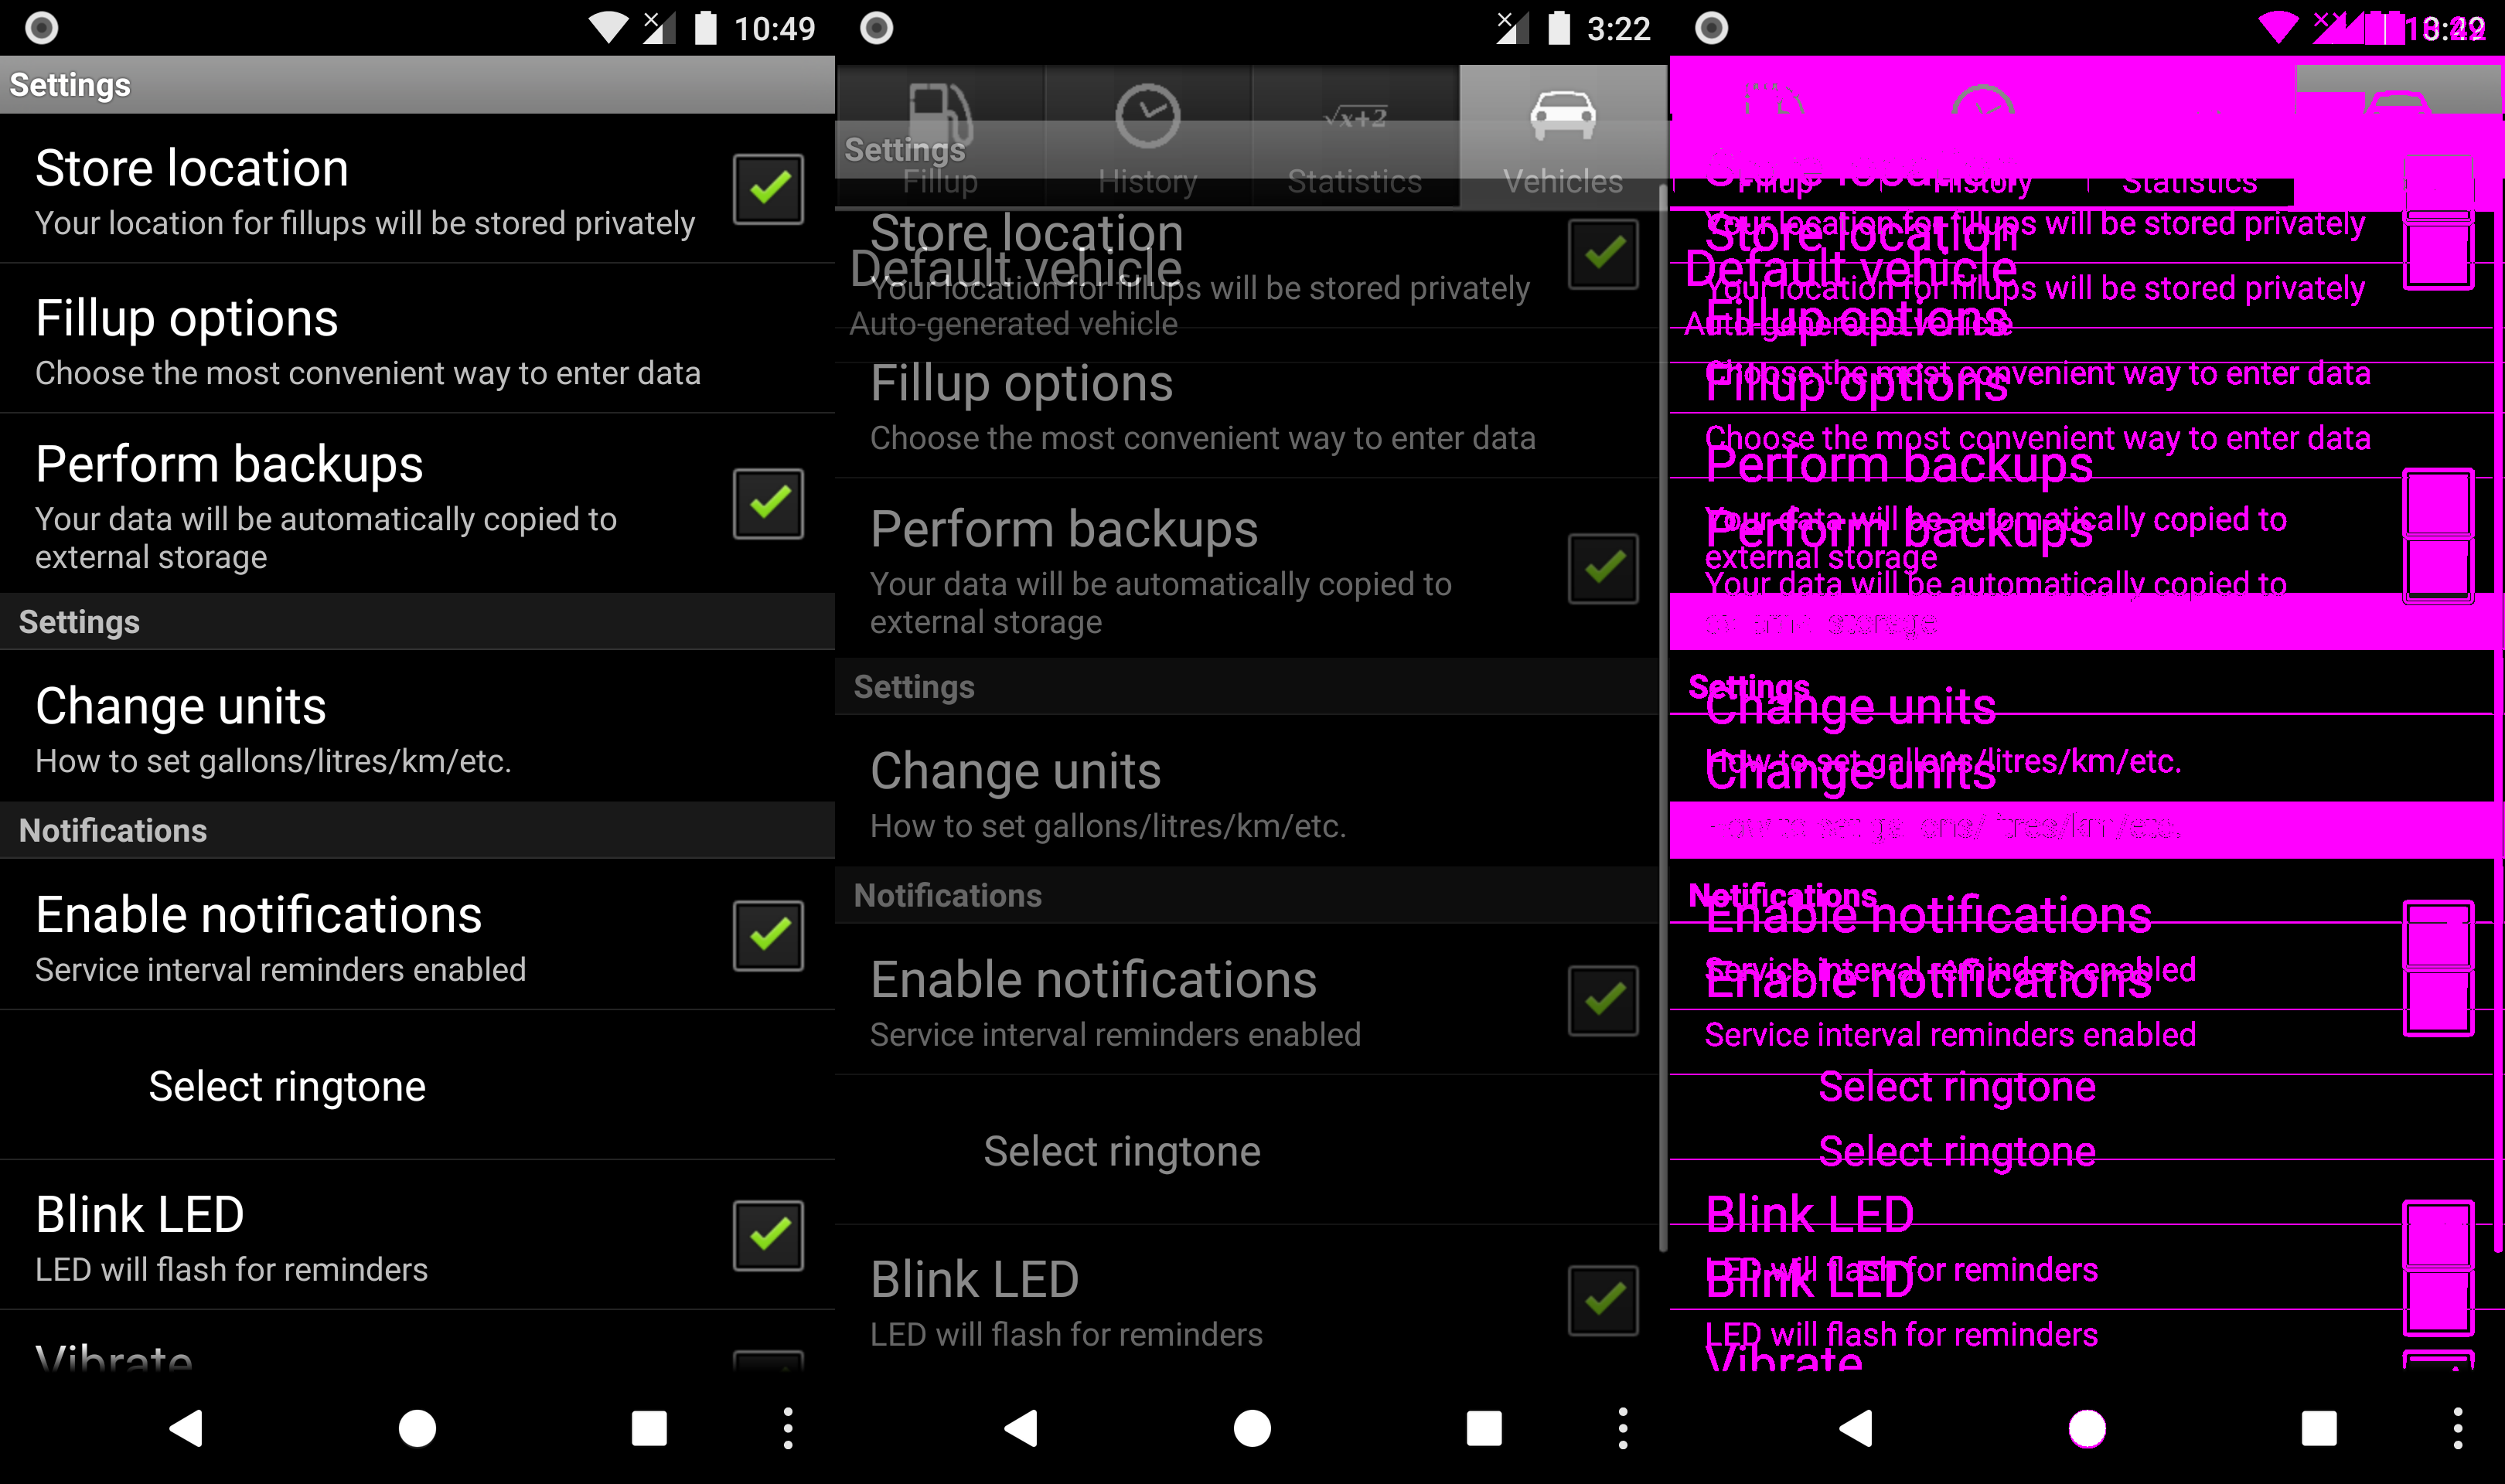 10:49
Settings
Store location
Your location for fillups will be stored privately
Fillup options
Choose the most convenient way to enter data
Perform backups
Your data will be automatically copied to
external storage
Settings
Change units
How to set gallons/litres/km/etc.
Notifications
Enable notifications
Service interval reminders enabled
Select ringtone
Blink LED
LED will flash for reminders
Vibrate
3:22
√x+2
Settings
Fillup
History
Statistics
Vehicles
Store location
Default vehicle
Your location for fillups will be stored privately
Auto-generated vehicle
Fillup options
Choose the most convenient way to enter data
Perform backups
Your data will be automatically copied to
external storage
Settings
Change units
How to set gallons/litres/km/etc.
Notifications
Enable notifications
Service interval reminders enabled
Select ringtone
Blink LED
LED will flash for reminders
Store location
Fillup
History
Statistics
Your location for fillups will be stored privately
Store location
Default vehicle
Your location for fillups will be stored privately
Fillup options
Auto-generated vehicle
Choose the most convenient way to enter data
Fillup options
Choose the most convenient way to enter data
Perform backups
Your data will be automatically copied to
Perform backups
external storage
Your data will be automatically copied to
storage
Settings
Change units
How to set gallons/litres/km/etc.
Change units
How to set gallons/litres/km/etc.
Notifications
Enable notifications
Service interval reminders enabled
Enable notifications
Service interval reminders enabled
Select ringtone
Select ringtone
Blink LED
LED will flash for reminders
Blink LED
LED will flash for reminders
Vibrate